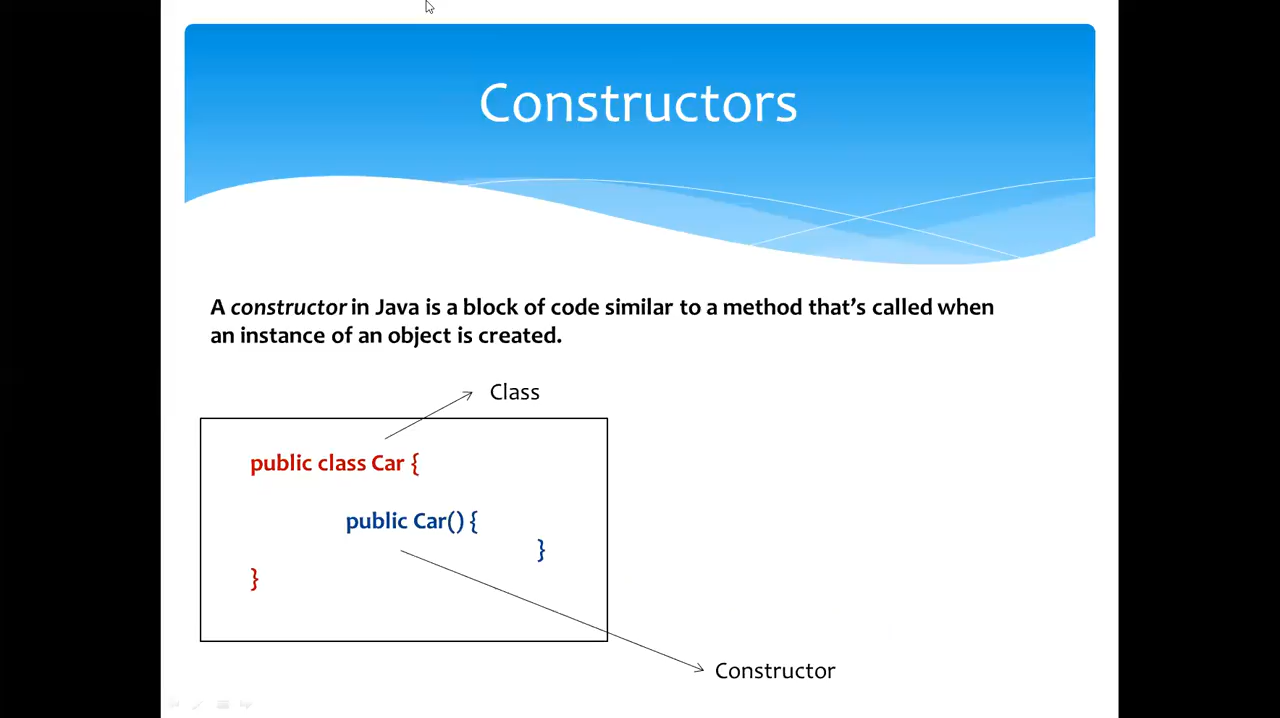 Constructors
A constructor in Java is a block of code similar to a method that’s called when
an instance of an object is created.
Class
public class Car {
public Car() {
}
}
Constructor